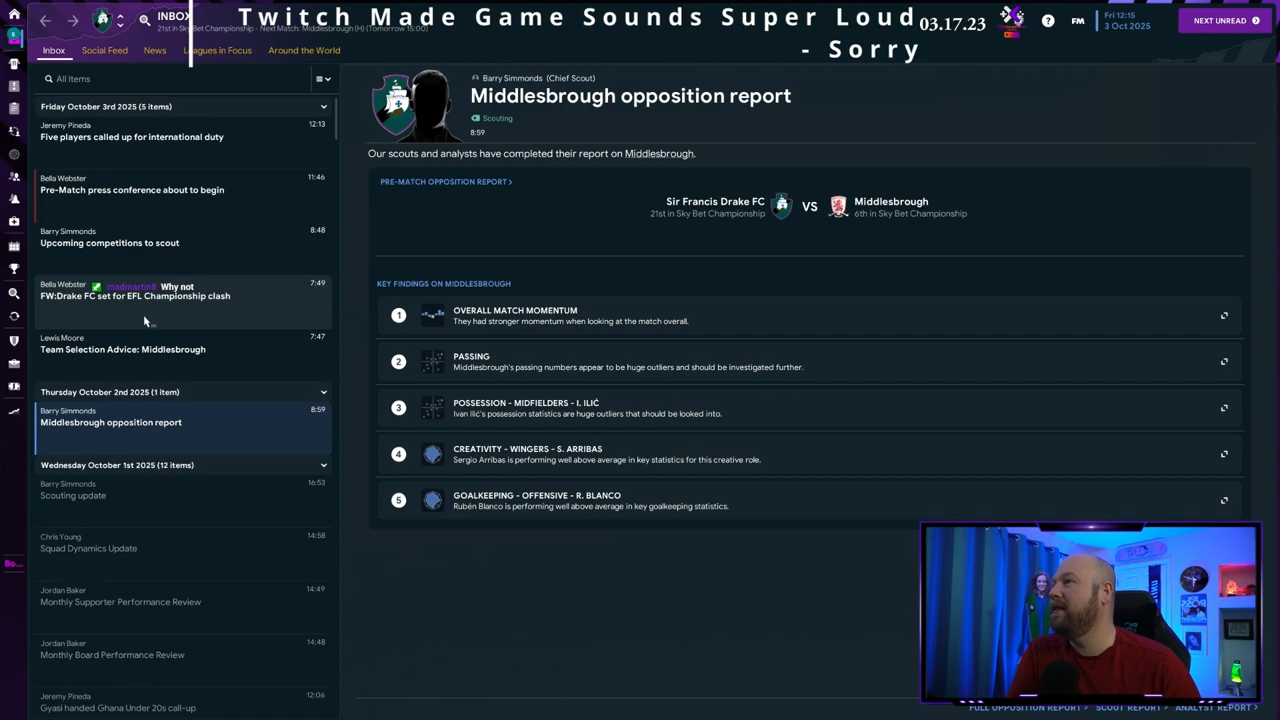 INBOX
21st in Sky Bet Championship - Next Match: Middlesbrough (H) (Tomorrow 15:00)
Twitch Made Game Sounds Super Loud
- Sorry
03.17.23
FM
Fri 12:15
3 Oct 2025
NEXT UNREAD
Inbox
Social Feed
News
Leagues in Focus
Around the World
All Items
Friday October 3rd 2025 (5 items)
Jeremy Pineda 12:13
Five players called up for international duty
Bella Webster 11:46
Pre-Match press conference about to begin
Barry Simmonds 8:48
Upcoming competitions to scout
Bella Webster 7:49
madmartin8 Why not
FW:Drake FC set for EFL Championship clash
Lewis Moore 7:47
Team Selection Advice: Middlesbrough
Thursday October 2nd 2025 (1 item)
Barry Simmonds 8:59
Middlesbrough opposition report
Wednesday October 1st 2025 (12 items)
Barry Simmonds 16:53
Scouting update
Chris Young 14:58
Squad Dynamics Update
Jordan Baker 14:49
Monthly Supporter Performance Review
Jordan Baker 14:48
Monthly Board Performance Review
Jeremy Pineda 12:06
Gyasi handed Ghana Under 20s call-up
Bo...
Barry Simmonds (Chief Scout)
Middlesbrough opposition report
Scouting
8:59
Our scouts and analysts have completed their report on Middlesbrough.
PRE-MATCH OPPOSITION REPORT
Sir Francis Drake FC
21st in Sky Bet Championship
VS
Middlesbrough
6th in Sky Bet Championship
KEY FINDINGS ON MIDDLESBROUGH
1
OVERALL MATCH MOMENTUM
They had stronger momentum when looking at the match overall.
2
PASSING
Middlesbrough's passing numbers appear to be huge outliers and should be investigated further.
3
POSSESSION - MIDFIELDERS - I. ILIĆ
Ivan Ilić's possession statistics are huge outliers that should be looked into.
4
CREATIVITY - WINGERS - S. ARRIBAS
Sergio Arribas is performing well above average in key statistics for this creative role.
5
GOALKEEPING - OFFENSIVE - R. BLANCO
Rubén Blanco is performing well above average in key goalkeeping statistics.
FULL OPPOSITION REPORT
SCOUT REPORT
ANALYST REPORT